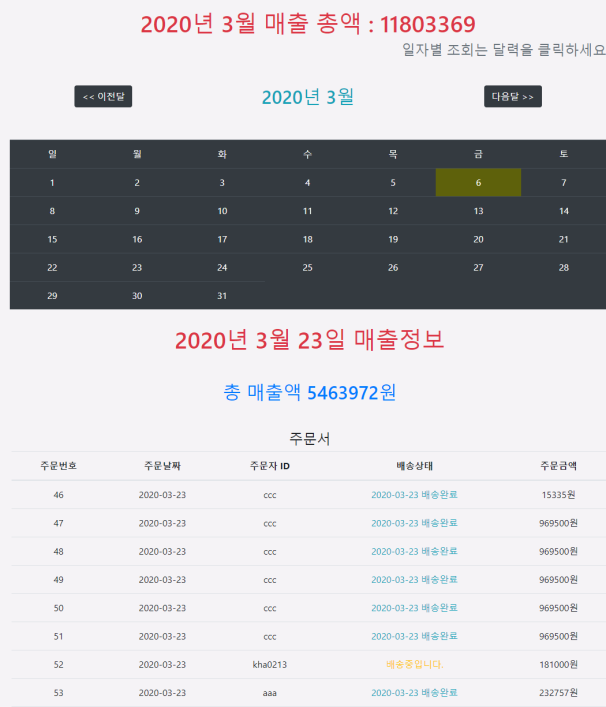 2020년 3월 매출 총액 : 11803369
일자별 조회는 달력을 클릭하세요
<< 이전달 2020년 3월 다음달 >>
일 월 화 수 목 금 토
1 2 3 4 5 6 7
8 9 10 11 12 13 14
15 16 17 18 19 20 21
22 23 24 25 26 27 28
29 30 31
2020년 3월 23일 매출정보
총 매출액 5463972원
주문서
주문번호 주문날짜 주문자 ID 배송상태 주문금액
46 2020-03-23 ccc 2020-03-23 배송완료 15335원
47 2020-03-23 ccc 2020-03-23 배송완료 969500원
48 2020-03-23 ccc 2020-03-23 배송완료 969500원
49 2020-03-23 ccc 2020-03-23 배송완료 969500원
50 2020-03-23 ccc 2020-03-23 배송완료 969500원
51 2020-03-23 ccc 2020-03-23 배송완료 969500원
52 2020-03-23 kha0213 배송중입니다. 181000원
53 2020-03-23 aaa 2020-03-23 배송완료 232757원